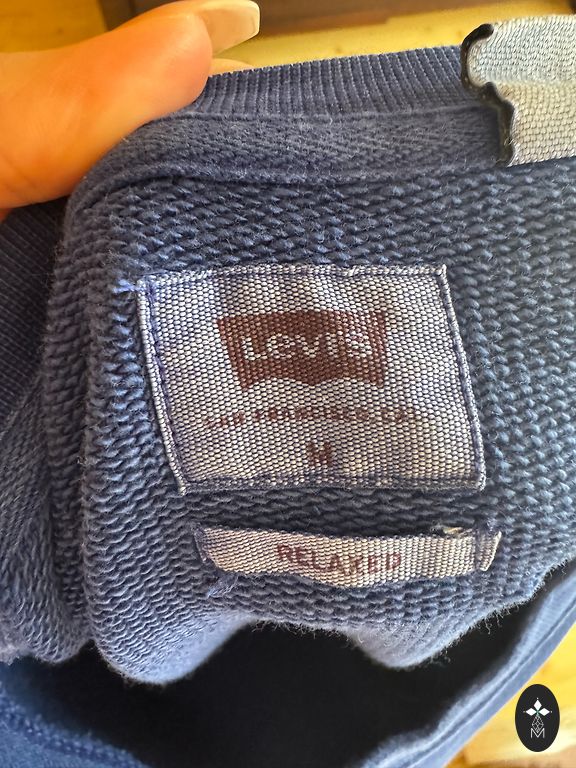 Levi's
SAN FRANCISCO, CAL.
M
RELAXED
M